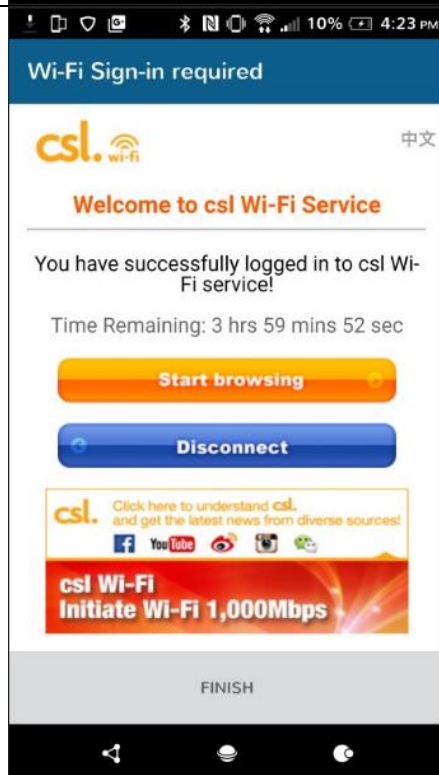 10% 4:23 PM
Wi-Fi Sign-in required
csl. wi-fi
中文
Welcome to csl Wi-Fi Service
You have successfully logged in to csl Wi-
Fi service!
Time Remaining: 3 hrs 59 mins 52 sec
Start browsing
Disconnect
csl.
Click here to understand csl.
and get the latest news from diverse sources!
YouTube
csl Wi-Fi
Initiate Wi-Fi 1,000Mbps
FINISH